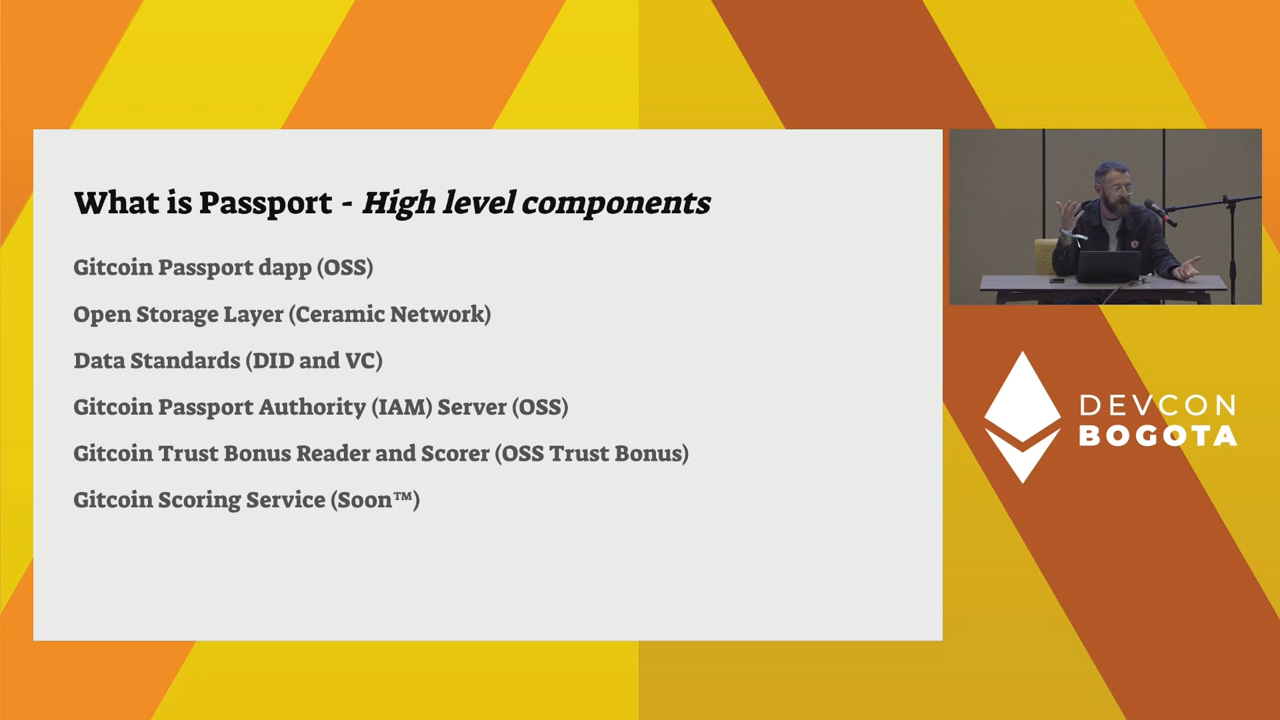 What is Passport - High level components
Gitcoin Passport dapp (OSS)
Open Storage Layer (Ceramic Network)
Data Standards (DID and VC)
Gitcoin Passport Authority (IAM) Server (OSS)
Gitcoin Trust Bonus Reader and Scorer (OSS Trust Bonus)
Gitcoin Scoring Service (Soon™)
DEVCON
BOGOTA